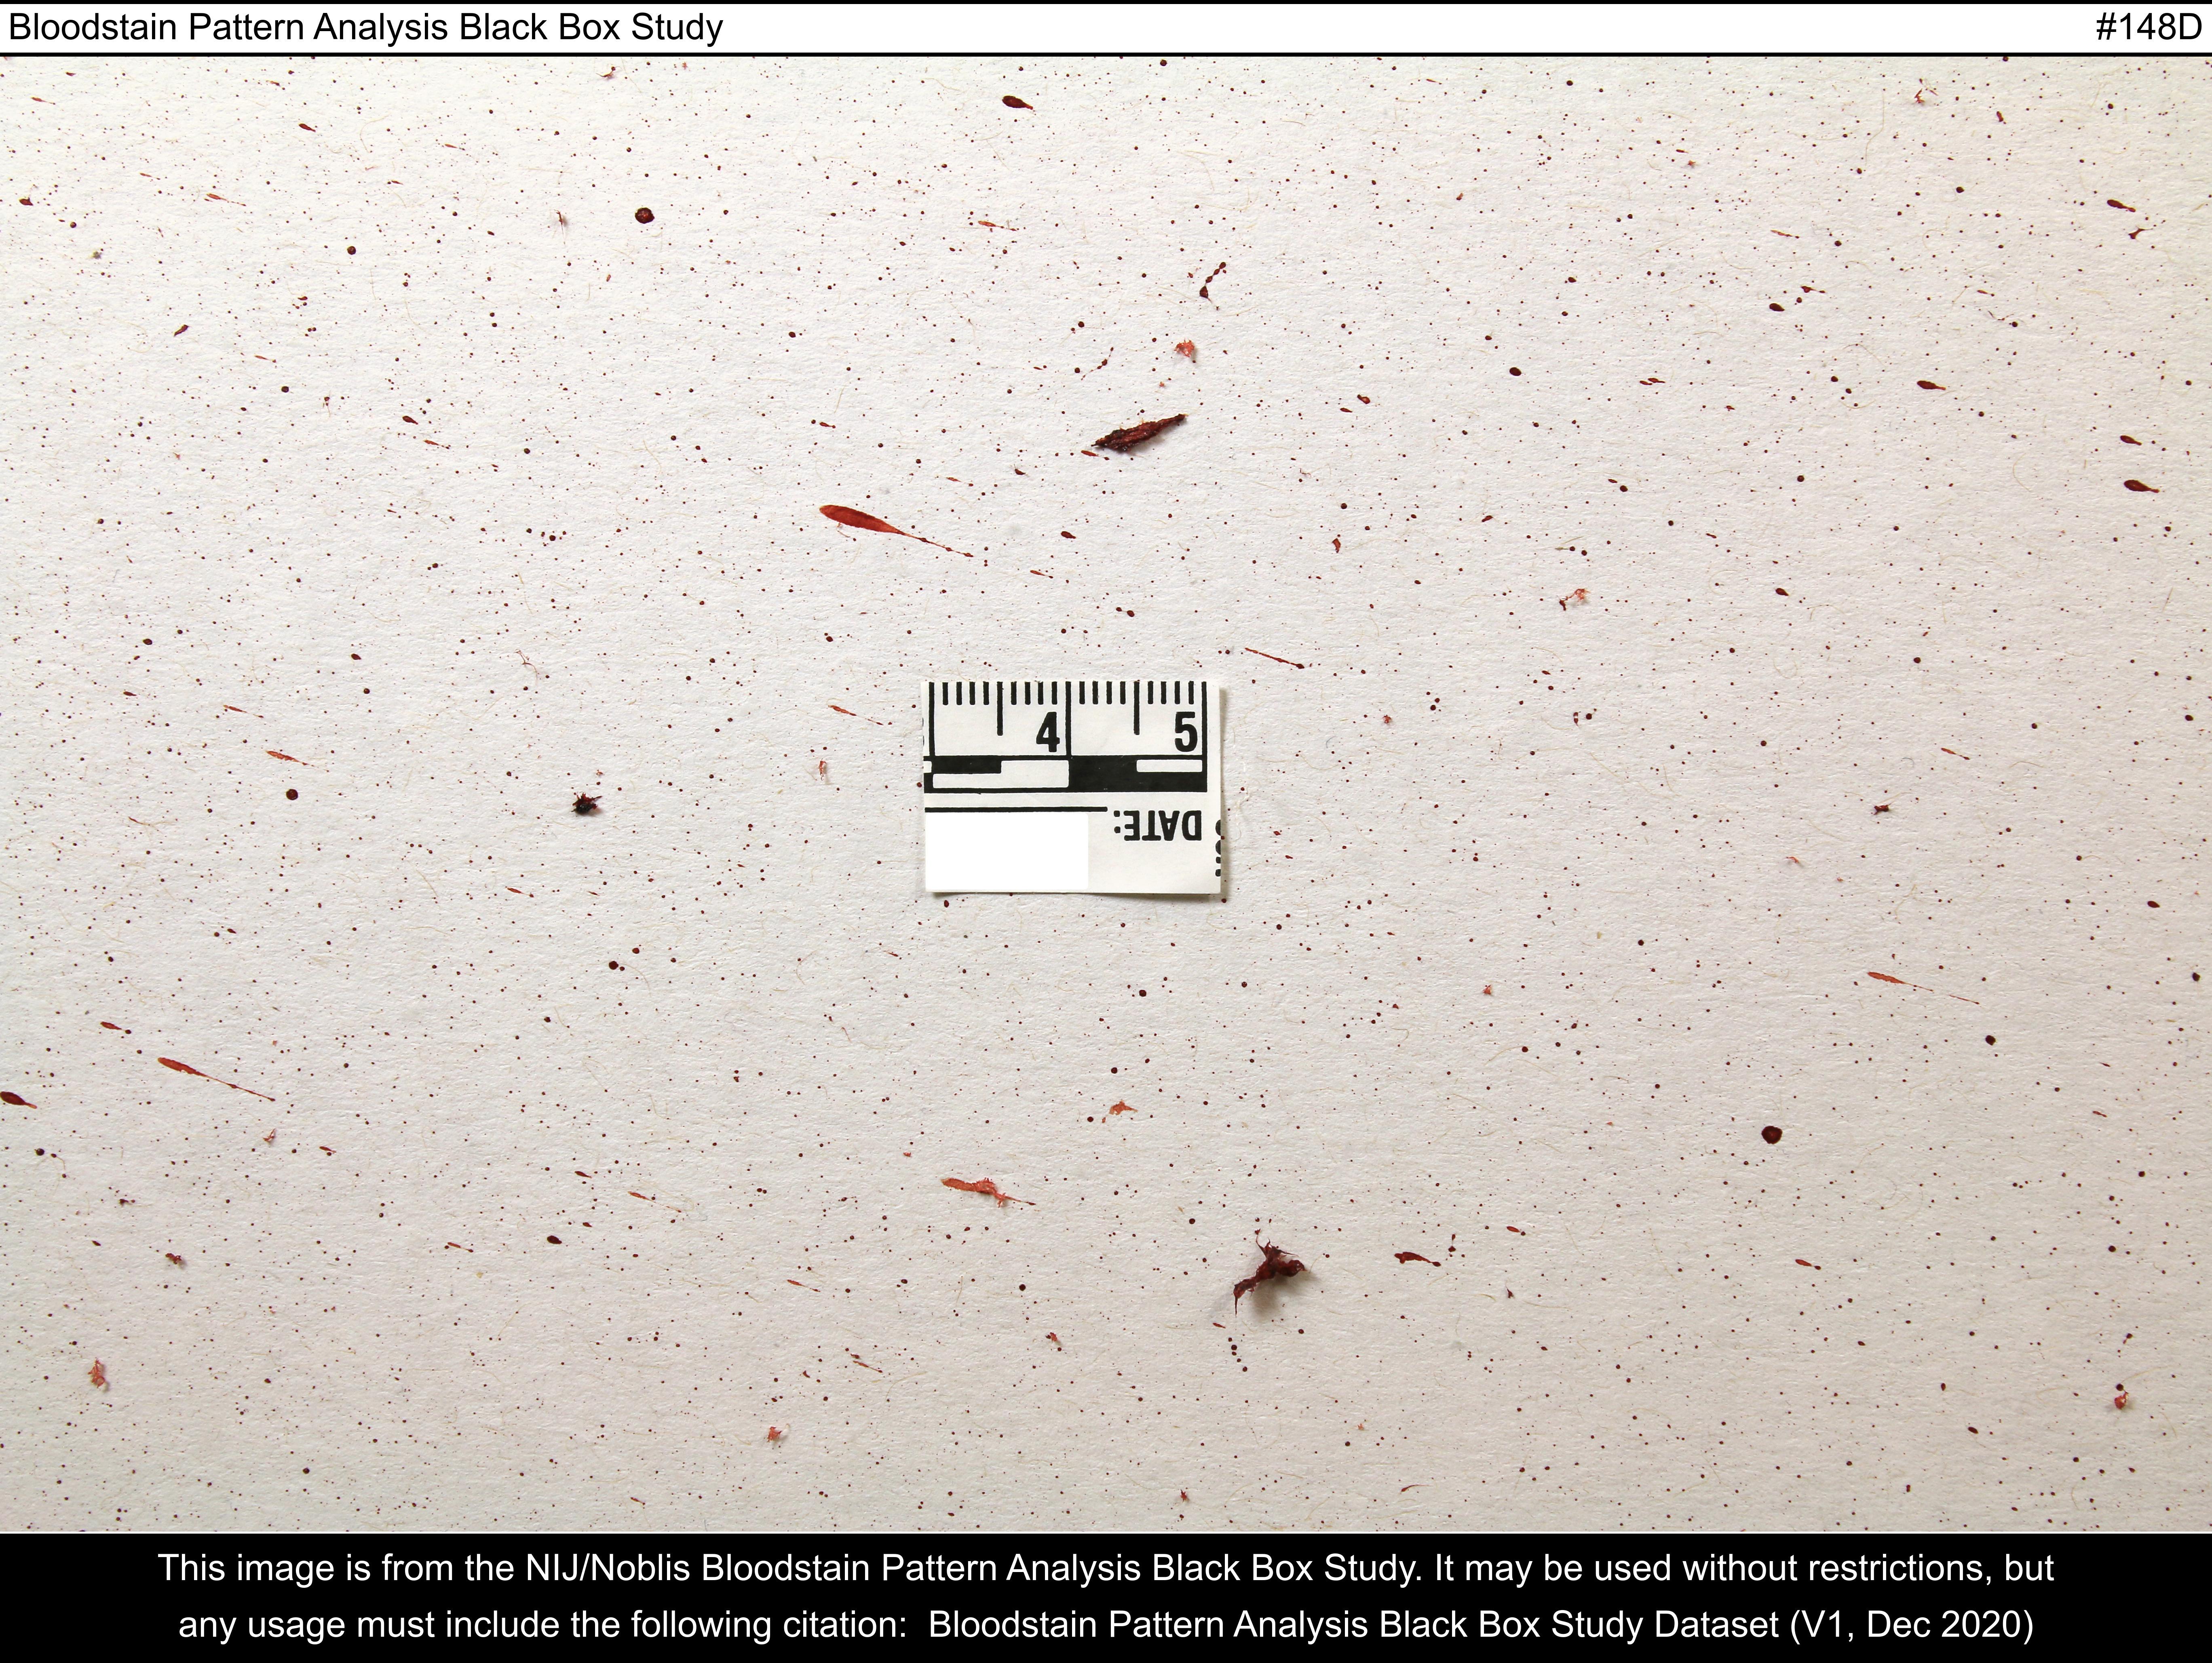 Bloodstain Pattern Analysis Black Box Study #148D
4 5
DATE:
This image is from the NIJ/Noblis Bloodstain Pattern Analysis Black Box Study. It may be used without restrictions, but
any usage must include the following citation: Bloodstain Pattern Analysis Black Box Study Dataset (V1, Dec 2020)